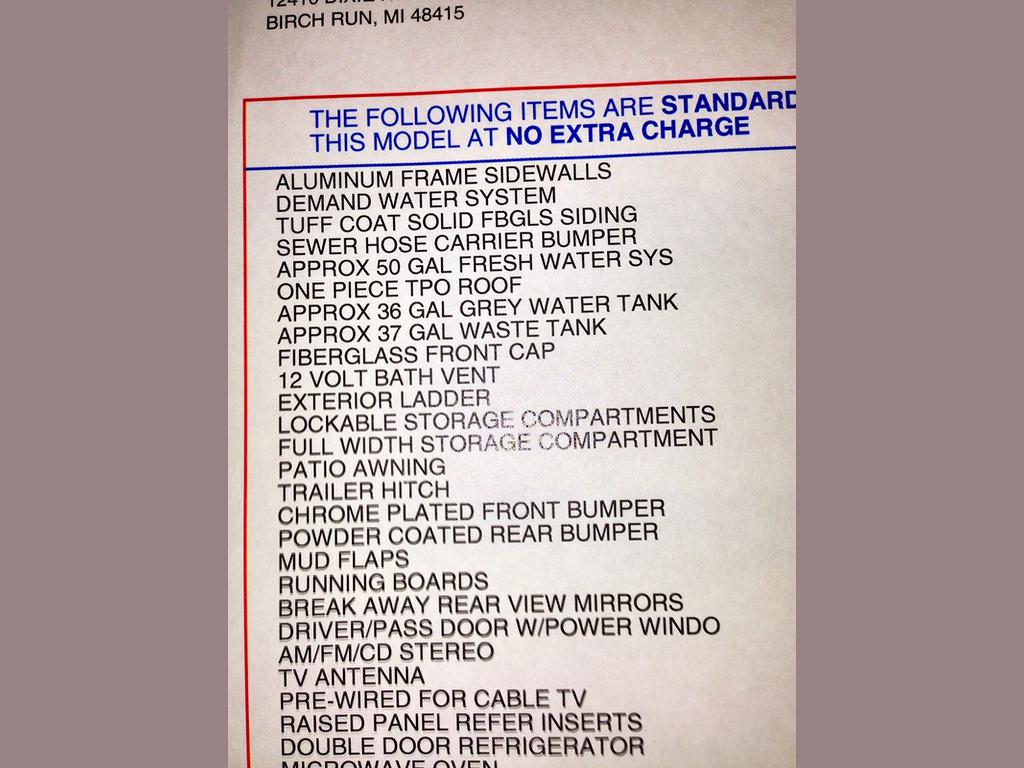 BIRCH RUN, MI 48415
THE FOLLOWING ITEMS ARE STANDARD
THIS MODEL AT NO EXTRA CHARGE
ALUMINUM FRAME SIDEWALLS
DEMAND WATER SYSTEM
TUFF COAT SOLID FBGLS SIDING
SEWER HOSE CARRIER BUMPER
APPROX 50 GAL FRESH WATER SYS
ONE PIECE TPO ROOF
APPROX 36 GAL GREY WATER TANK
APPROX 37 GAL WASTE TANK
FIBERGLASS FRONT CAP
12 VOLT BATH VENT
EXTERIOR LADDER
LOCKABLE STORAGE COMPARTMENTS
FULL WIDTH STORAGE COMPARTMENT
PATIO AWNING
TRAILER HITCH
CHROME PLATED FRONT BUMPER
POWDER COATED REAR BUMPER
MUD FLAPS
RUNNING BOARDS
BREAK AWAY REAR VIEW MIRRORS
DRIVER/PASS DOOR W/POWER WINDO
AM/FM/CD STEREO
TV ANTENNA
PRE-WIRED FOR CABLE TV
RAISED PANEL REFER INSERTS
DOUBLE DOOR REFRIGERATOR
MICROWAVE OVEN